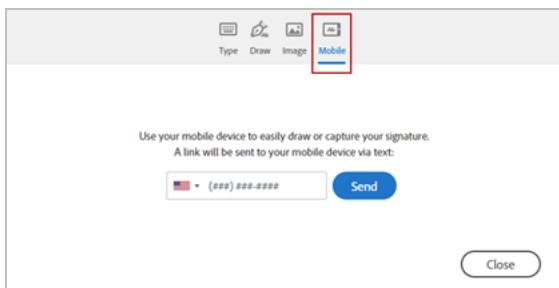 Type Draw Image Mobile
Use your mobile device to easily draw or capture your signature.
A link will be sent to your mobile device via text:
(###) ###-#### Send
Close